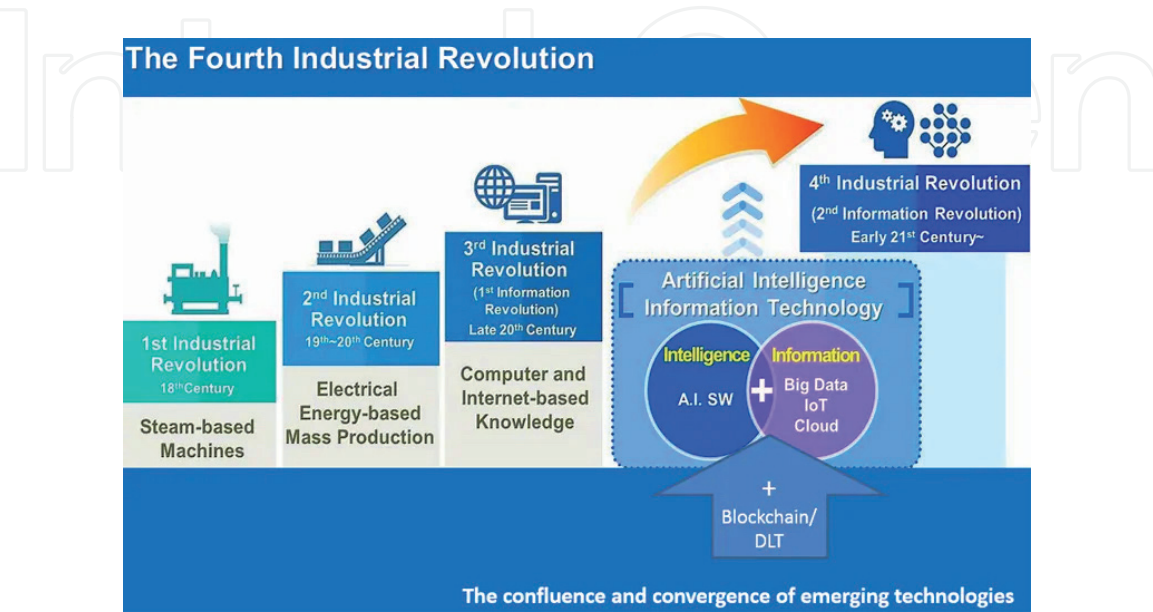 The Fourth Industrial Revolution
1st Industrial
Revolution
18th Century
Steam-based
Machines
2nd Industrial
Revolution
19th~20th Century
Electrical
Energy-based
Mass Production
3rd Industrial
Revolution
(1st Information
Revolution)
Late 20th Century
Computer and
Internet-based
Knowledge
4th Industrial Revolution
(2nd Information Revolution)
Early 21st Century~
Artificial Intelligence
Information Technology
Intelligence
A.I. SW
+
Information
Big Data
IoT
Cloud
+
Blockchain/
DLT
The confluence and convergence of emerging technologies